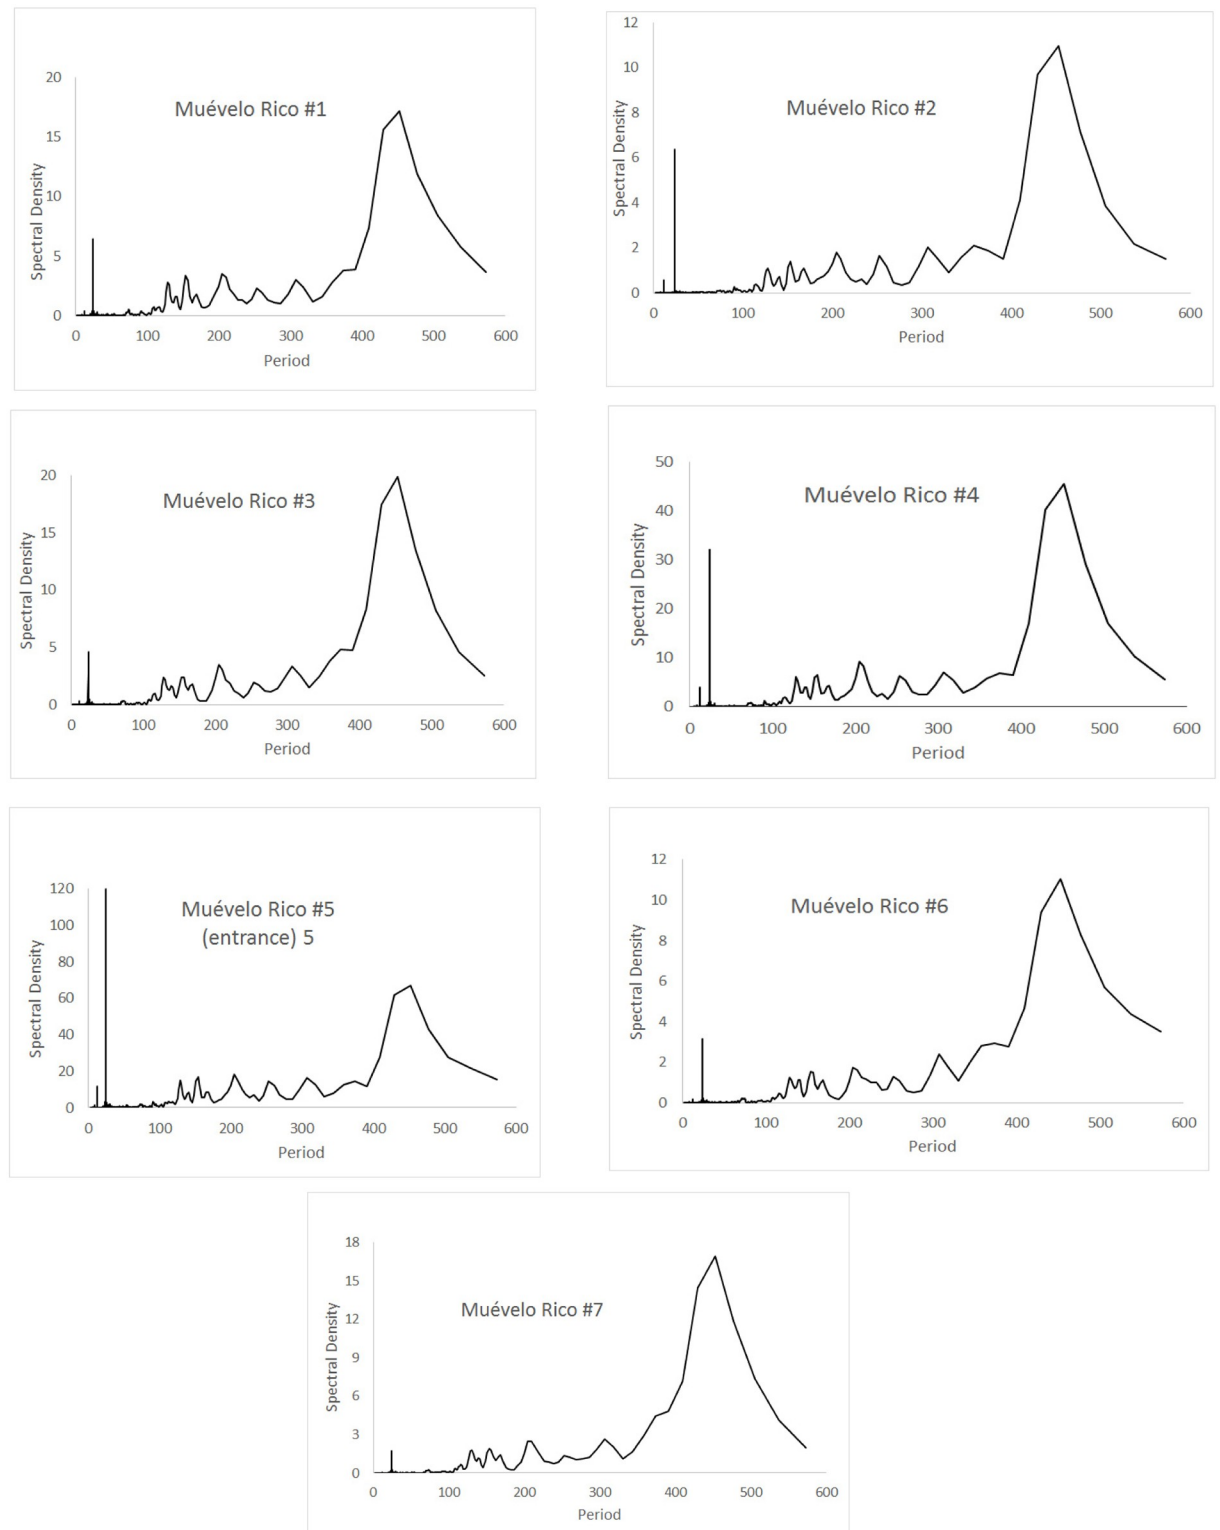 Muévelo Rico #1
Spectral Density
20
15
10
5
0
0 100 200 300 400 500 600
Period
Muévelo Rico #2
Spectral Density
12
10
8
6
4
2
0
0 100 200 300 400 500 600
Period
Muévelo Rico #3
Spectral Density
20
15
10
5
0
0 100 200 300 400 500 600
Period
Muévelo Rico #4
Spectral Density
50
40
30
20
10
0
0 100 200 300 400 500 600
Period
Muévelo Rico #5
(entrance) 5
Spectral Density
120
100
80
60
40
20
0
0 100 200 300 400 500 600
Period
Muévelo Rico #6
Spectral Density
12
10
8
6
4
2
0
0 100 200 300 400 500 600
Period
Muévelo Rico #7
Spectral Density
18
15
12
9
6
3
0
0 100 200 300 400 500 600
Period